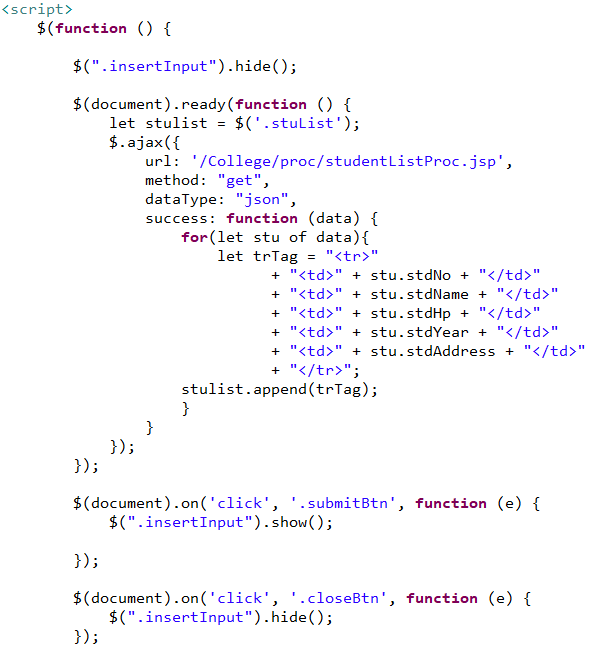 <script>
    $(function () {

        $(".insertInput").hide();

        $(document).ready(function () {
            let stulist = $('.stuList');
            $.ajax({
                url: '/College/proc/studentListProc.jsp',
                method: "get",
                dataType: "json",
                success: function (data) {
                    for(let stu of data){
                        let trTag = "<tr>"
                              + "<td>" + stu.stdNo + "</td>"
                              + "<td>" + stu.stdName + "</td>"
                              + "<td>" + stu.stdHp + "</td>"
                              + "<td>" + stu.stdYear + "</td>"
                              + "<td>" + stu.stdAddress + "</td>"
                              + "</tr>";
                    stulist.append(trTag);
                    }
                }
            });
        });

        $(document).on('click', '.submitBtn', function (e) {
            $(".insertInput").show();

        });

        $(document).on('click', '.closeBtn', function (e) {
            $(".insertInput").hide();
        });